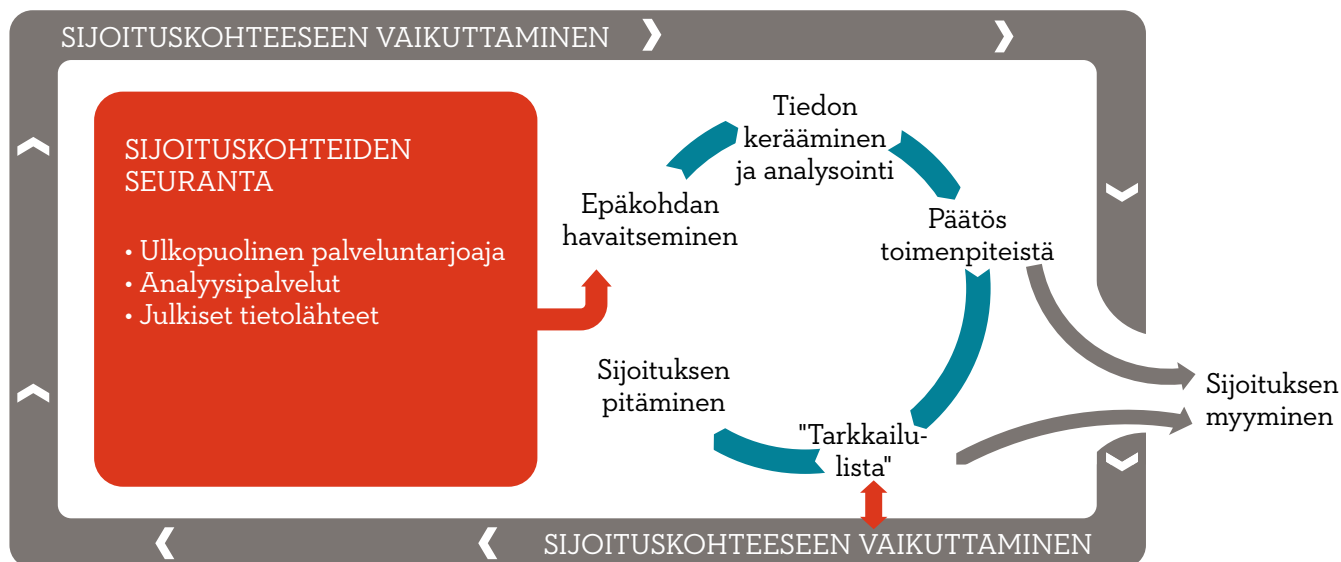 SIJOITUSKOHTEESEEN VAIKUTTAMINEN
SIJOITUSKOHTEIDEN
SEURANTA
• Ulkopuolinen palveluntarjoaja
• Analyysipalvelut
• Julkiset tietolähteet
Epäkohdan
havaitseminen
Tiedon
kerääminen
ja analysointi
Päätös
toimenpiteistä
"Tarkkailu-
lista"
Sijoituksen
pitäminen
Sijoituksen
myyminen
SIJOITUSKOHTEESEEN VAIKUTTAMINEN